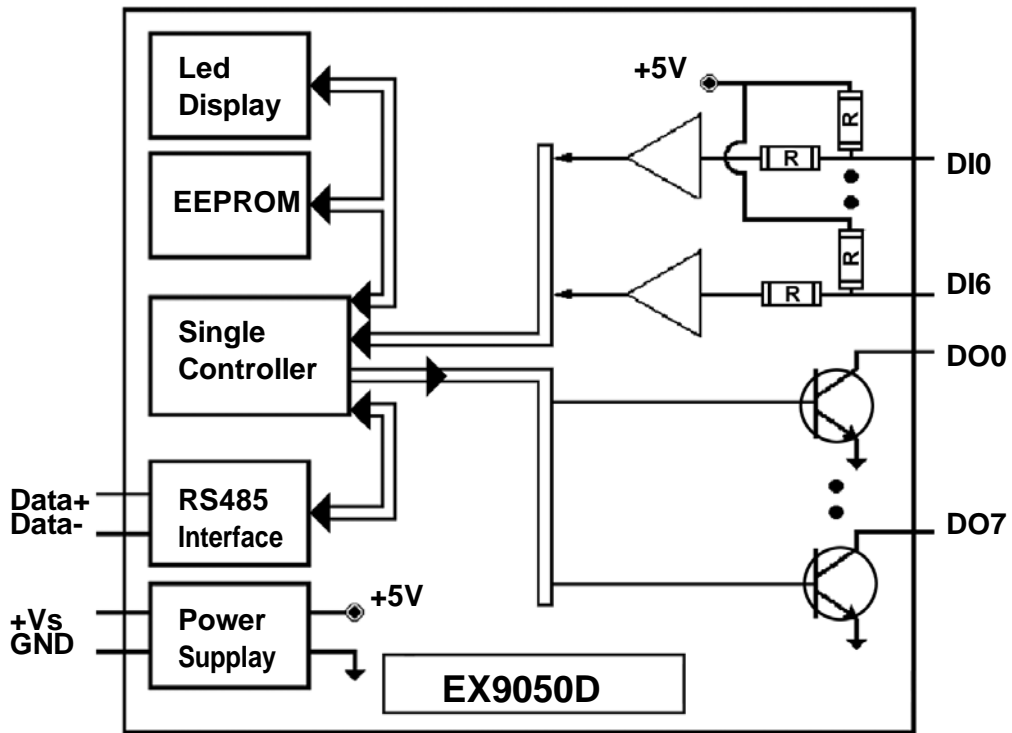 Led
Display
EEPROM
Single
Controller
RS485
Interface
Power
Supplay
Data+
Data-
+Vs
GND
+5V
EX9050D
+5V
R
R
DI0
R
R
DI6
DO0
DO7